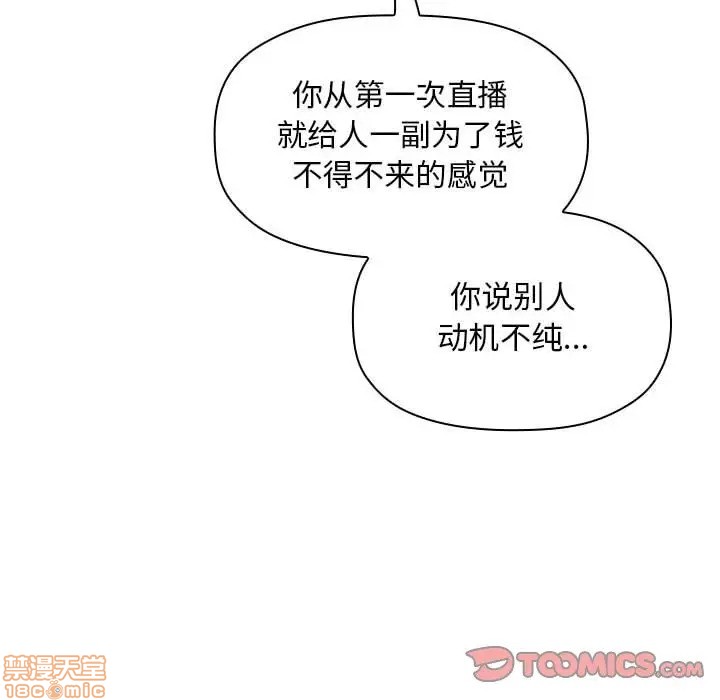 你从第一次直播
就给人一副为了钱
不得不来的感觉
你说别人
动机不纯...
禁漫天堂
18comic
TOOMICS.COM